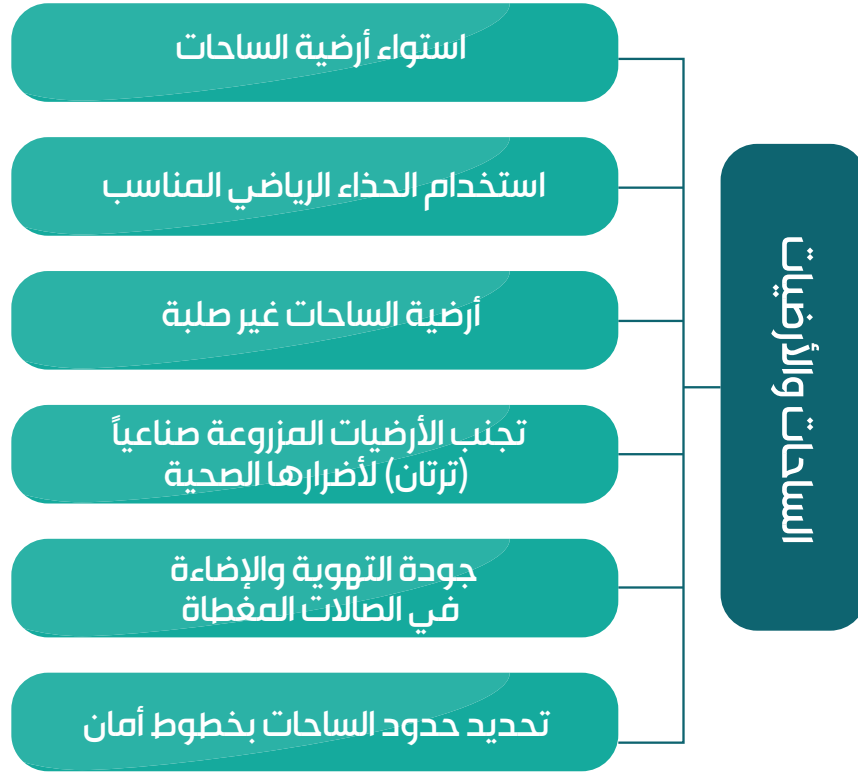 الساحات والأرضيات
استواء أرضية الساحات
استخدام الحذاء الرياضي المناسب
أرضية الساحات غير صلبة
تجنب الأرضيات المزروعة صناعياً
(ترتان) لأضرارها الصحية
جودة التهوية والإضاءة
في الصالات المغطاة
تحديد حدود الساحات بخطوط أمان